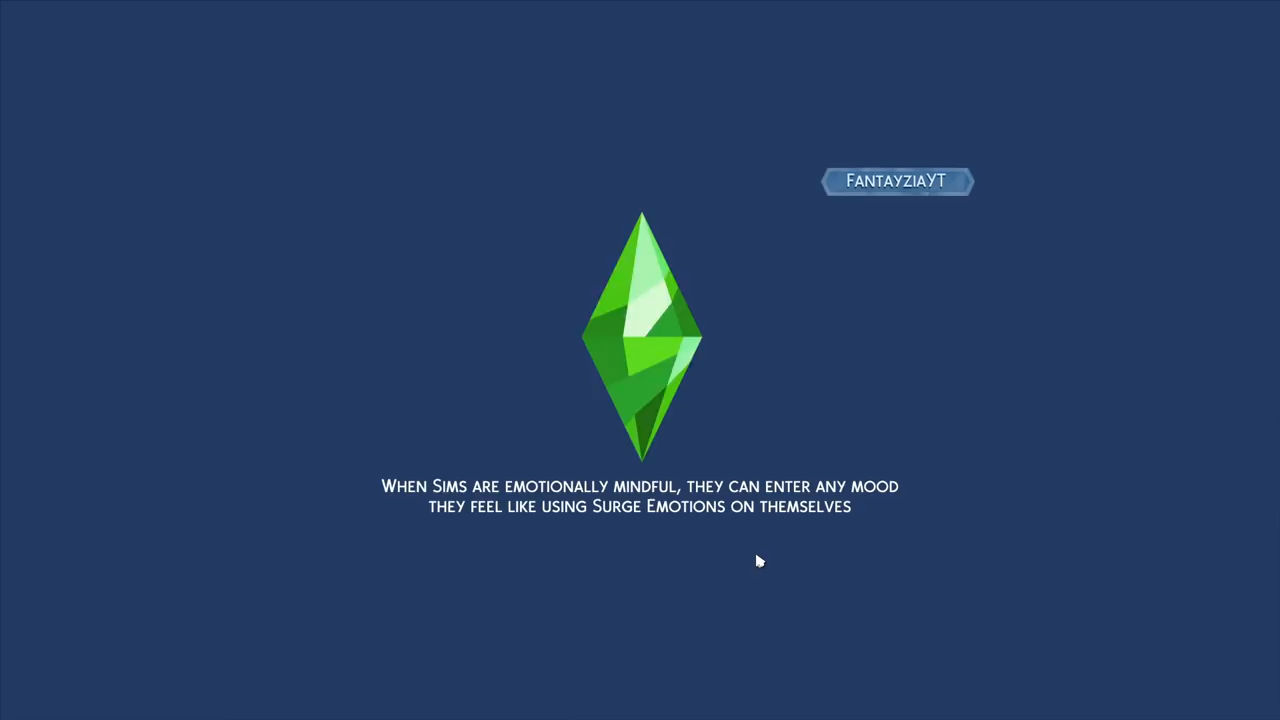 FantayziaYT
When Sims are emotionally mindful, they can enter any mood
they feel like using Surge Emotions on themselves